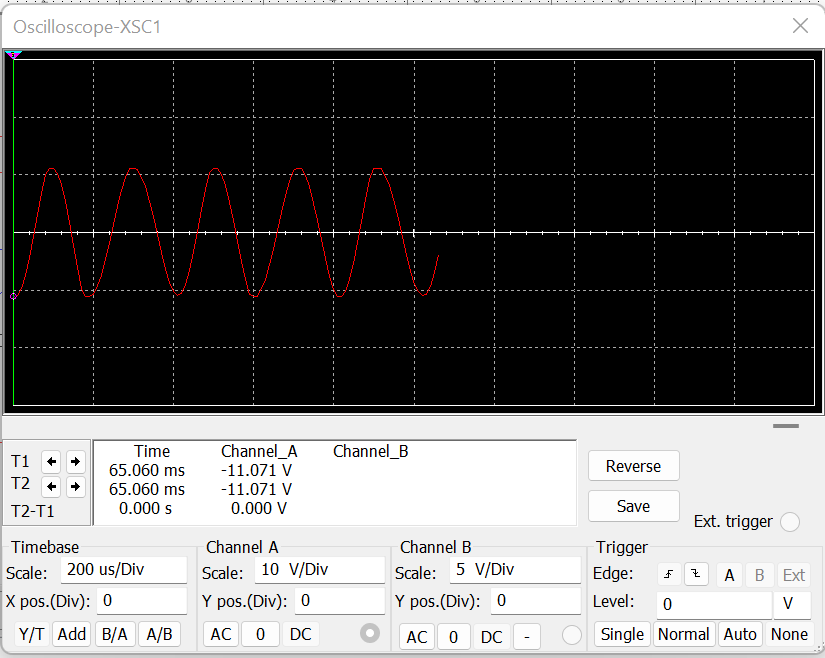 Oscilloscope-XSC1
Time Channel_A Channel_B
T1 65.060 ms -11.071 V
T2 65.060 ms -11.071 V
T2-T1 0.000 s 0.000 V
Reverse
Save
Ext. trigger
Timebase
Scale: 200 us/Div
X pos.(Div): 0
Y/T Add B/A A/B
Channel A
Scale: 10 V/Div
Y pos.(Div): 0
AC 0 DC
Channel B
Scale: 5 V/Div
Y pos.(Div): 0
AC 0 DC -
Trigger
Edge: A B Ext
Level: 0 V
Single Normal Auto None